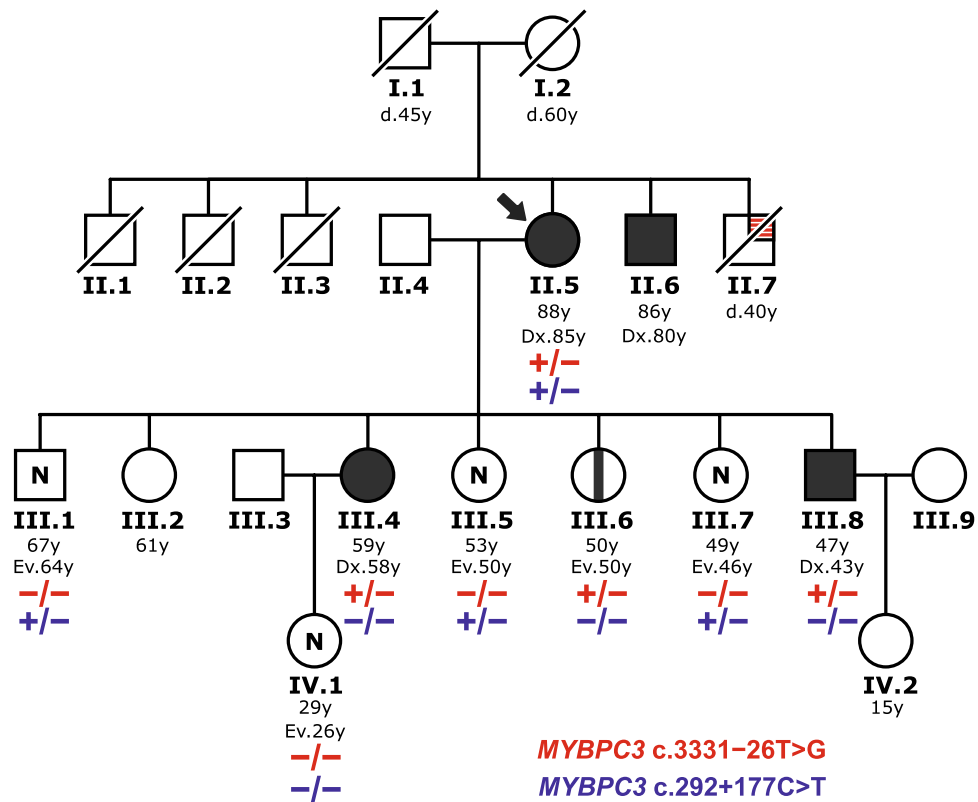 I.1 I.2
d.45y d.60y
II.1 II.2 II.3 II.4 II.5 II.6 II.7
88y 86y d.40y
Dx.85y Dx.80y
+/−
+/−
N N N
III.1 III.2 III.3 III.4 III.5 III.6 III.7 III.8 III.9
67y 61y 59y 53y 50y 49y 47y
Ev.64y Dx.58y Ev.50y Ev.50y Ev.46y Dx.43y
−/− +/− −/− +/− −/− +/−
+/− −/− +/− −/− +/− −/−
N
IV.1 IV.2
29y 15y
Ev.26y
−/−
−/−
MYBPC3 c.3331−26T>G
MYBPC3 c.292+177C>T